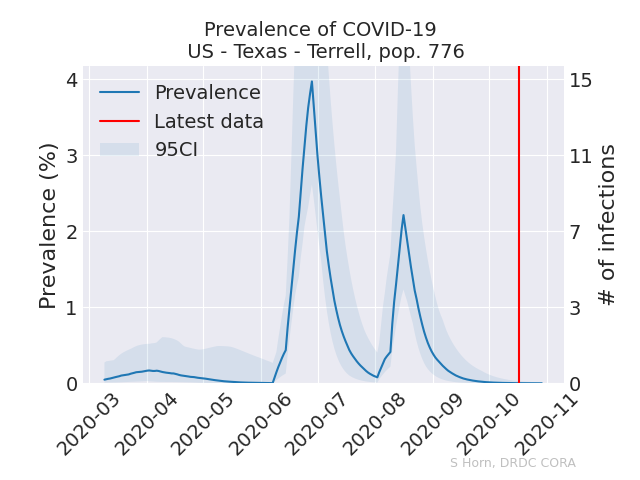 Prevalence of COVID-19
US - Texas - Terrell, pop. 776
Prevalence
Latest data
95CI
Prevalence (%)
4
3
2
1
0
# of infections
15
11
7
3
0
2020-03
2020-04
2020-05
2020-06
2020-07
2020-08
2020-09
2020-10
2020-11
S Horn, DRDC CORA